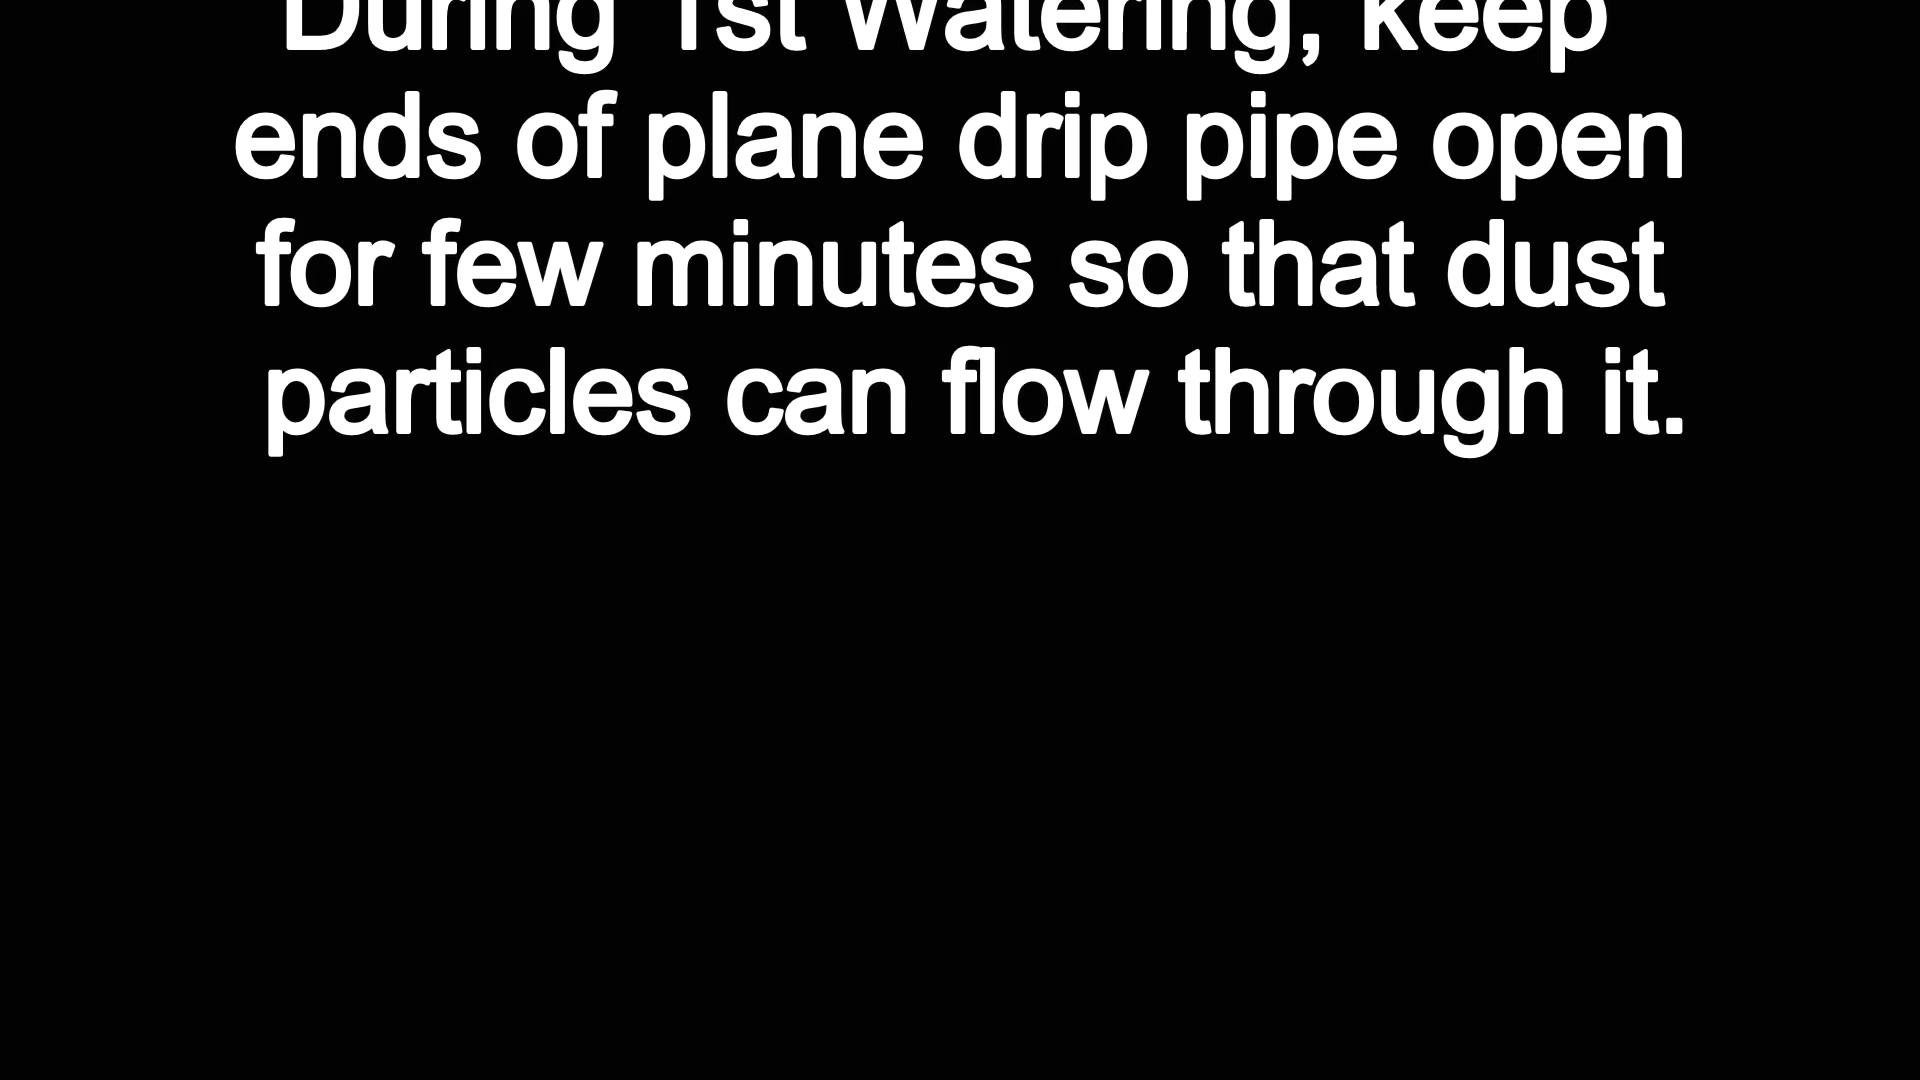 During 1st Watering, keep
ends of plane drip pipe open
for few minutes so that dust
particles can flow through it.